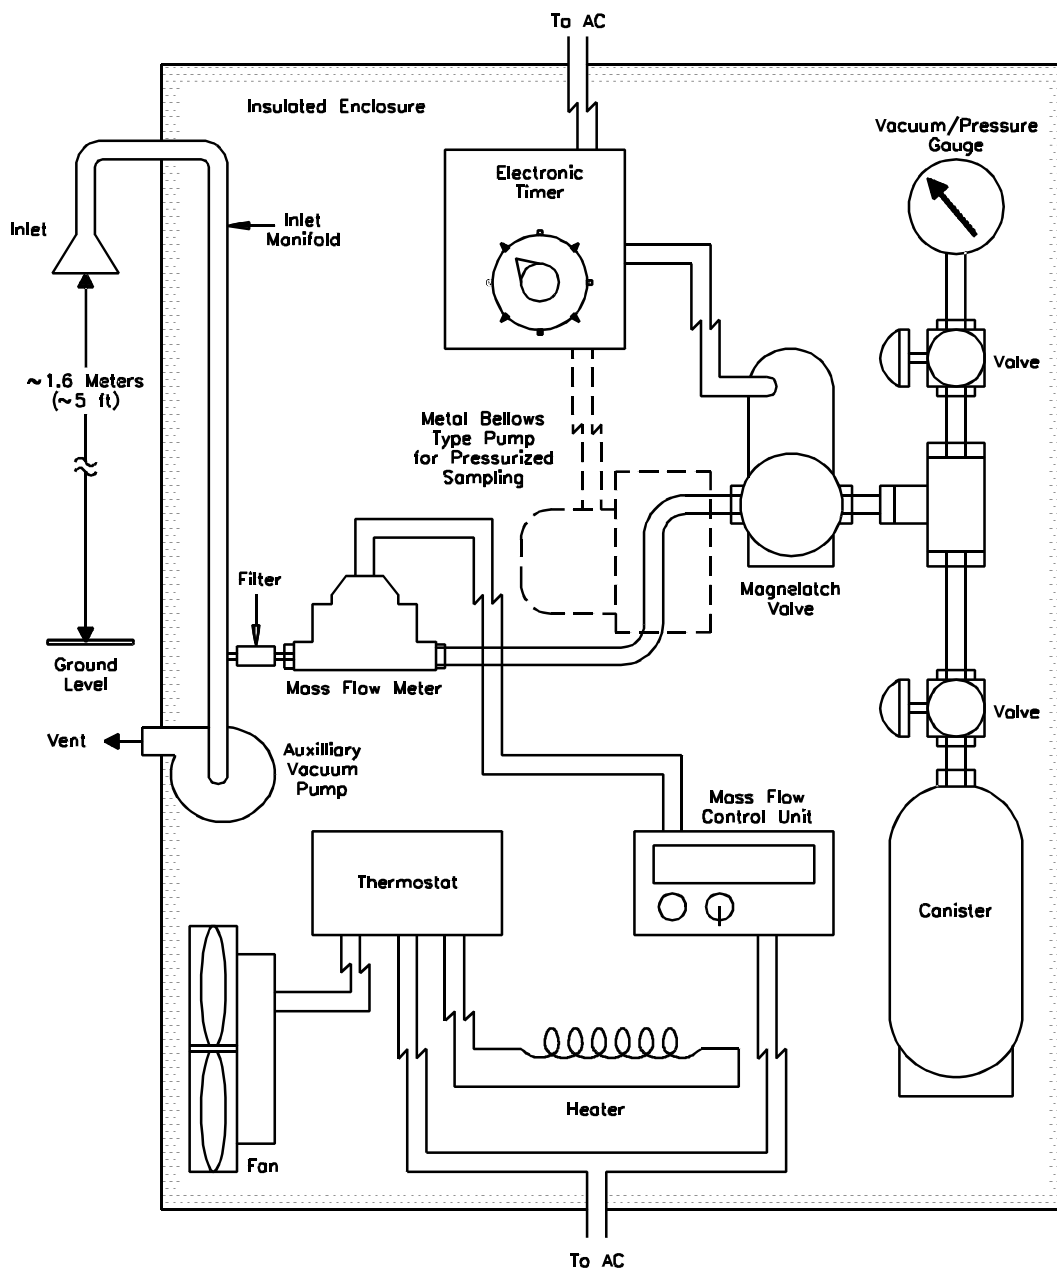 To AC
Insulated Enclosure
Vacuum/Pressure
Gauge
Electronic
Timer
Inlet
Inlet
Manifold
~1.6 Meters
(~5 ft)
Valve
Metal Bellows
Type Pump
for Pressurized
Sampling
Filter
Magnelatch
Valve
Ground
Level
Mass Flow Meter
Valve
Vent
Auxilliary
Vacuum
Pump
Mass Flow
Control Unit
Thermostat
Canister
Heater
Fan
To AC